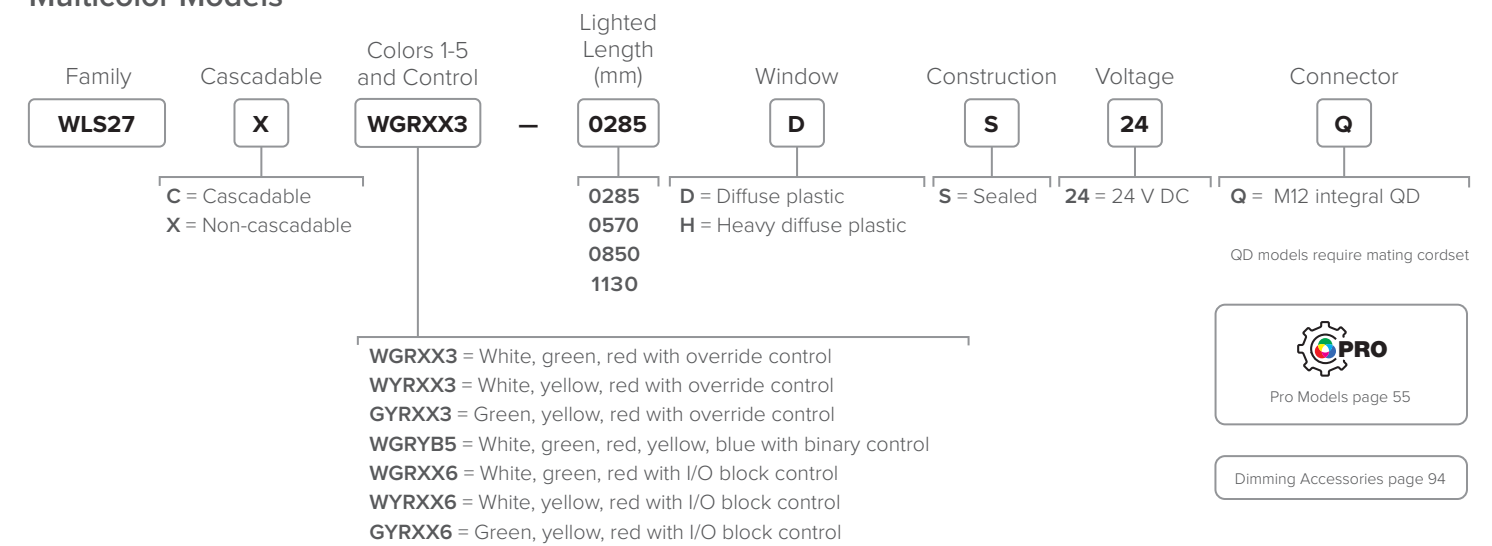 Multicolor Models
Family
Cascadable
Colors 1-5
and Control
Lighted
Length
(mm)
Window
Construction
Voltage
Connector
WLS27
X
WGRXX3
–
0285
D
S
24
Q
C = Cascadable
X = Non-cascadable
0285
0570
0850
1130
D = Diffuse plastic
H = Heavy diffuse plastic
S = Sealed
24 = 24 V DC
Q = M12 integral QD
QD models require mating cordset
WGRXX3 = White, green, red with override control
WYRXX3 = White, yellow, red with override control
GYRXX3 = Green, yellow, red with override control
WGRYB5 = White, green, red, yellow, blue with binary control
WGRXX6 = White, green, red with I/O block control
WYRXX6 = White, yellow, red with I/O block control
GYRXX6 = Green, yellow, red with I/O block control
PRO
Pro Models page 55
Dimming Accessories page 94